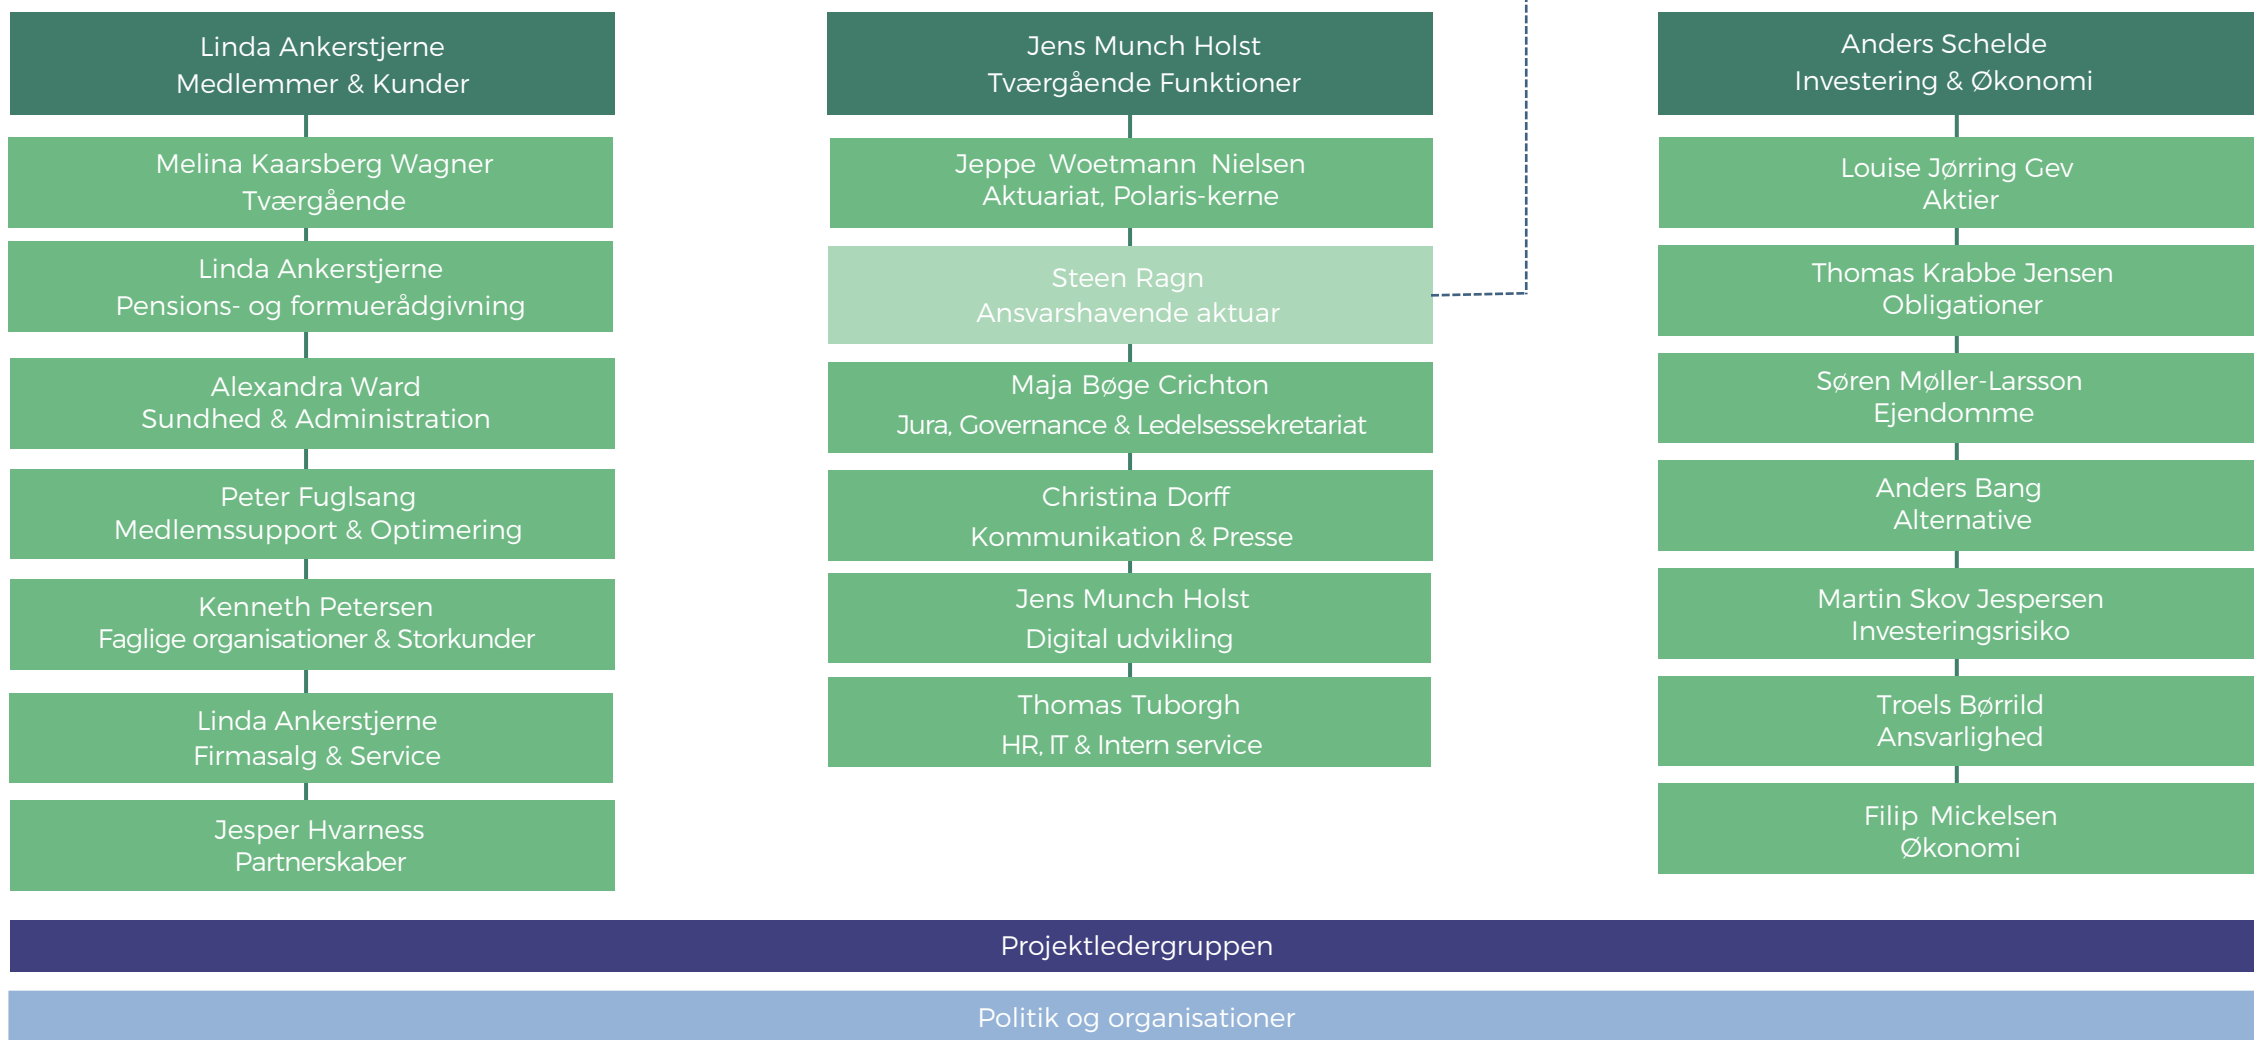 Linda Ankerstjerne
Medlemmer & Kunder
Melina Kaarsberg Wagner
Tværgående
Linda Ankerstjerne
Pensions- og formuerådgivning
Alexandra Ward
Sundhed & Administration
Peter Fuglsang
Medlemssupport & Optimering
Kenneth Petersen
Faglige organisationer & Storkunder
Linda Ankerstjerne
Firmasalg & Service
Jesper Hvarness
Partnerskaber
Jens Munch Holst
Tværgående Funktioner
Jeppe Woetmann Nielsen
Aktuariat, Polaris-kerne
Steen Ragn
Ansvarshavende aktuar
Maja Bøge Crichton
Jura, Governance & Ledelsessekretariat
Christina Dorff
Kommunikation & Presse
Jens Munch Holst
Digital udvikling
Thomas Tuborgh
HR, IT & Intern service
Anders Schelde
Investering & Økonomi
Louise Jørring Gev
Aktier
Thomas Krabbe Jensen
Obligationer
Søren Møller-Larsson
Ejendomme
Anders Bang
Alternative
Martin Skov Jespersen
Investeringsrisiko
Troels Børrild
Ansvarlighed
Filip Mickelsen
Økonomi
Projektledergruppen
Politik og organisationer